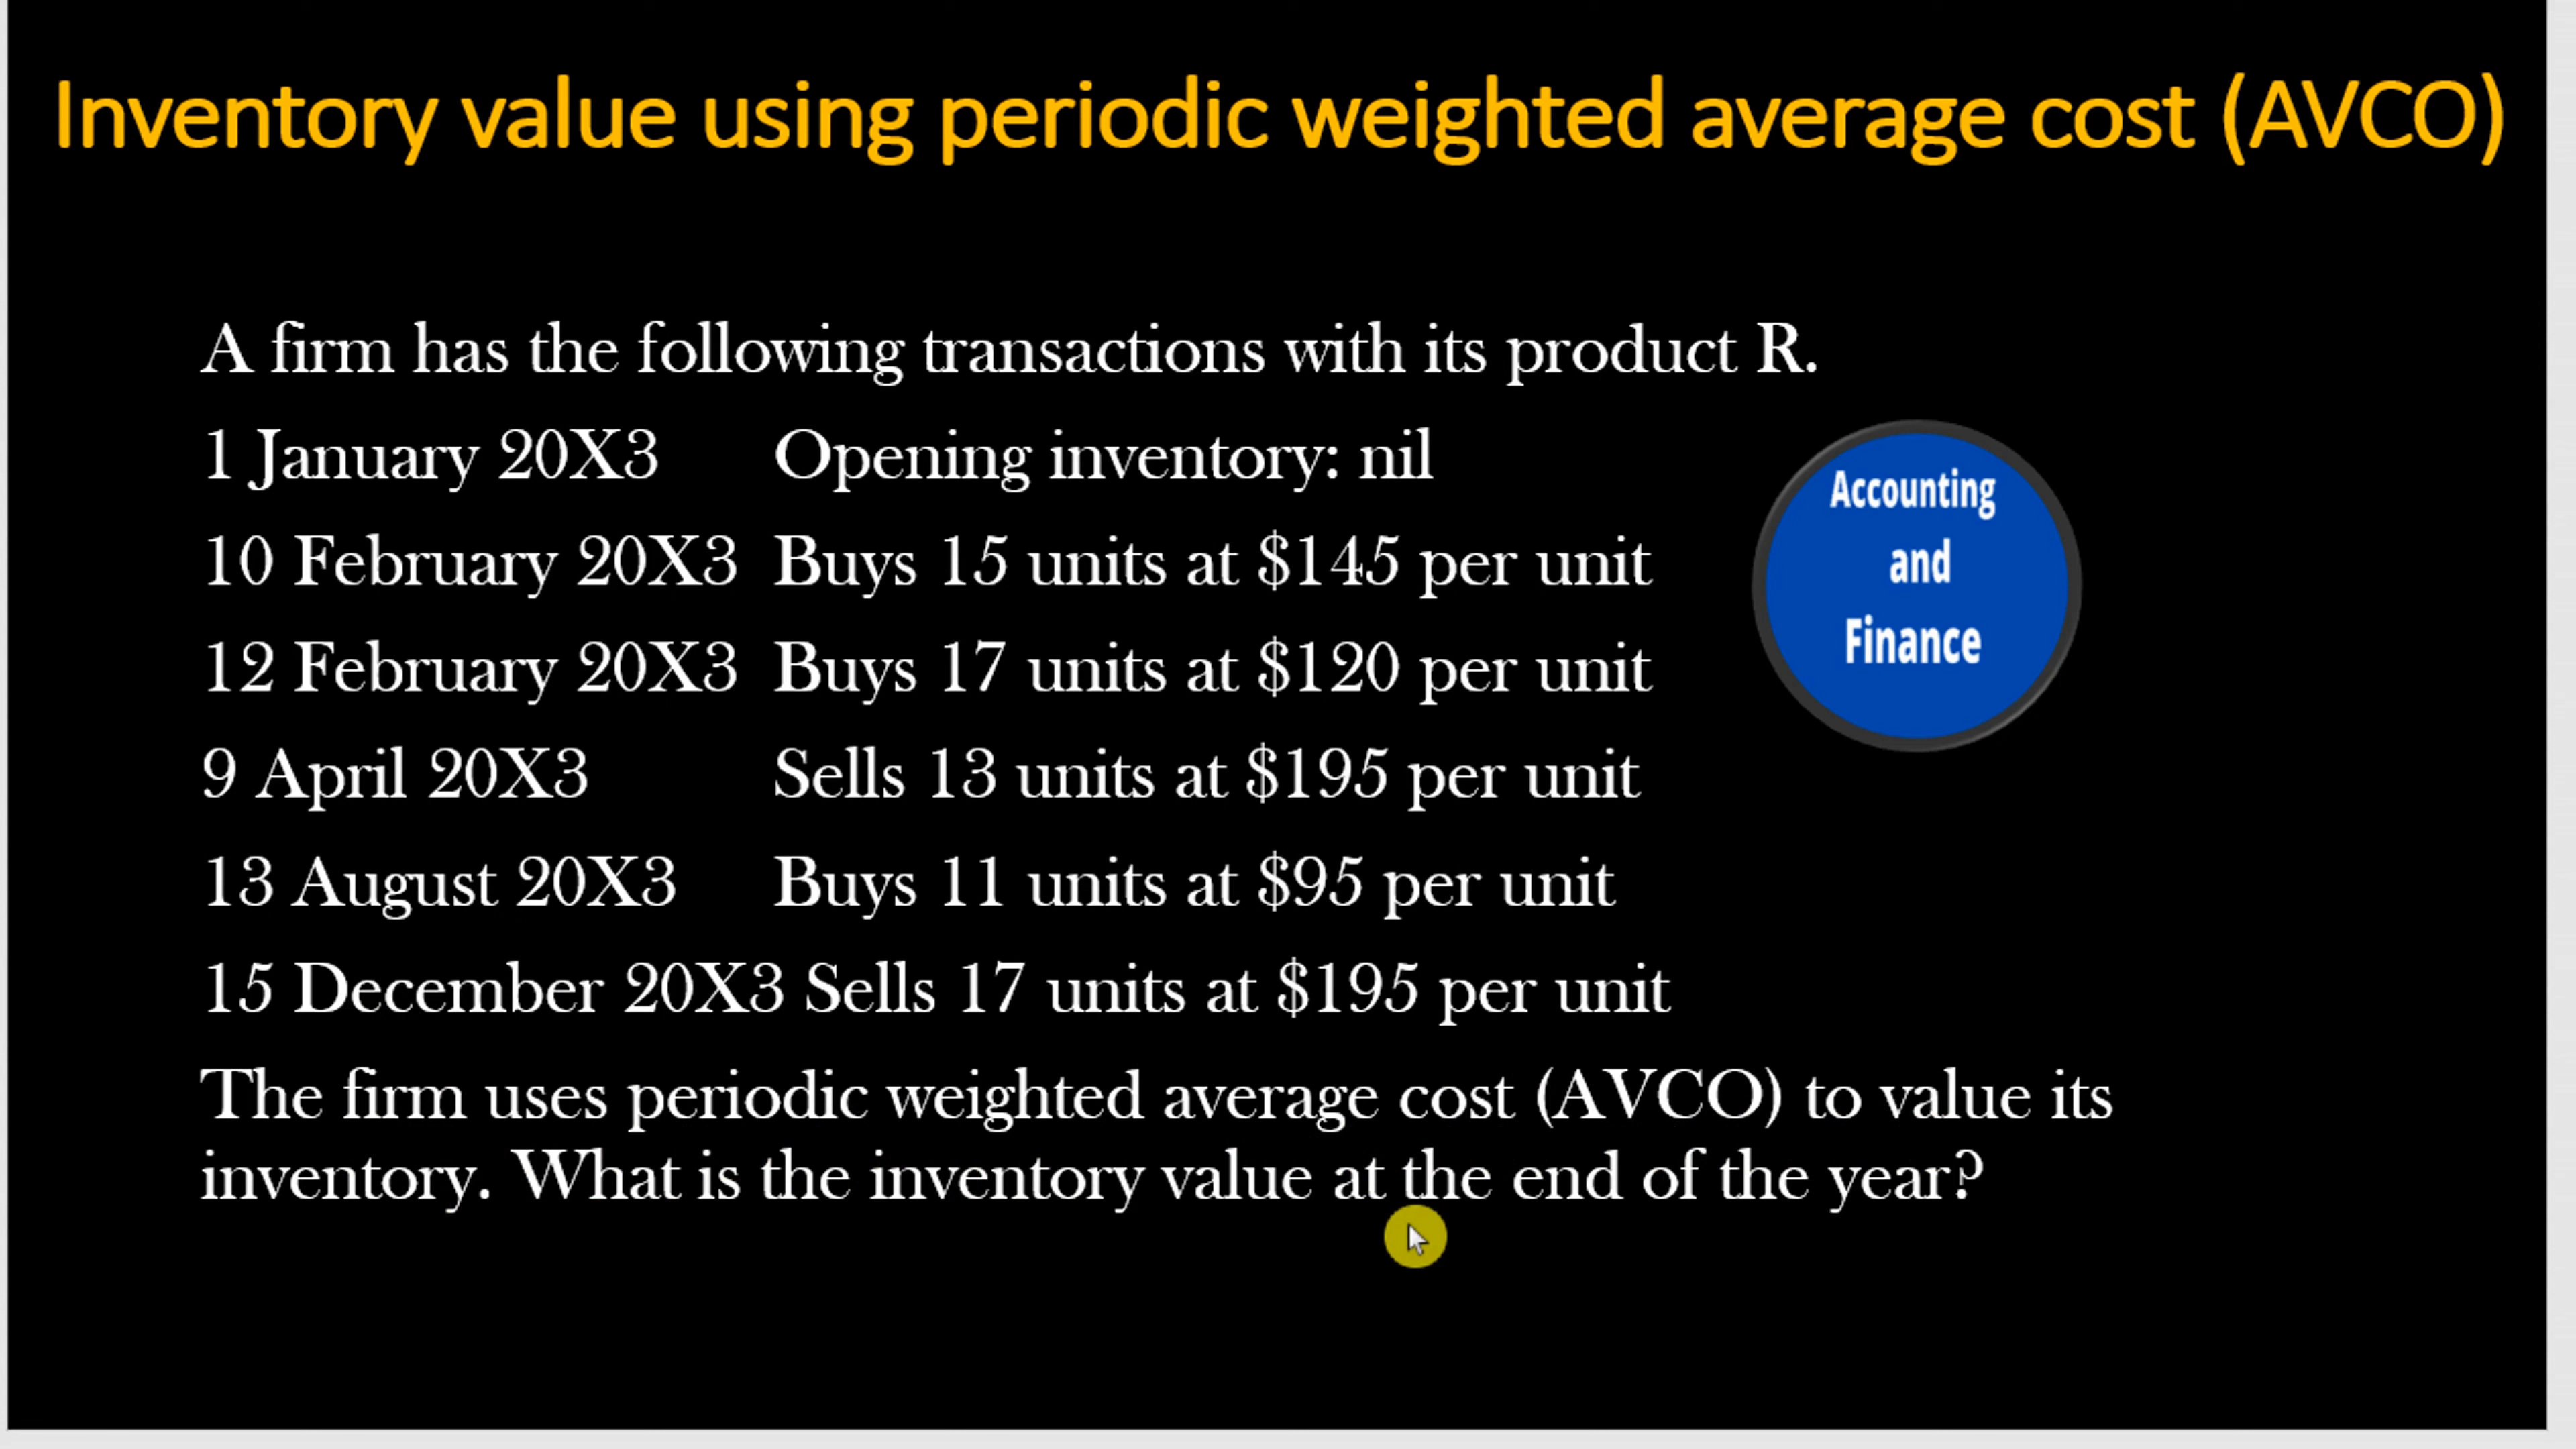 Inventory value using periodic weighted average cost (AVCO)
A firm has the following transactions with its product R.
1 January 20X3 Opening inventory: nil
10 February 20X3 Buys 15 units at $145 per unit
12 February 20X3 Buys 17 units at $120 per unit
9 April 20X3 Sells 13 units at $195 per unit
13 August 20X3 Buys 11 units at $95 per unit
15 December 20X3 Sells 17 units at $195 per unit
The firm uses periodic weighted average cost (AVCO) to value its
inventory. What is the inventory value at the end of the year?
Accounting
and
Finance